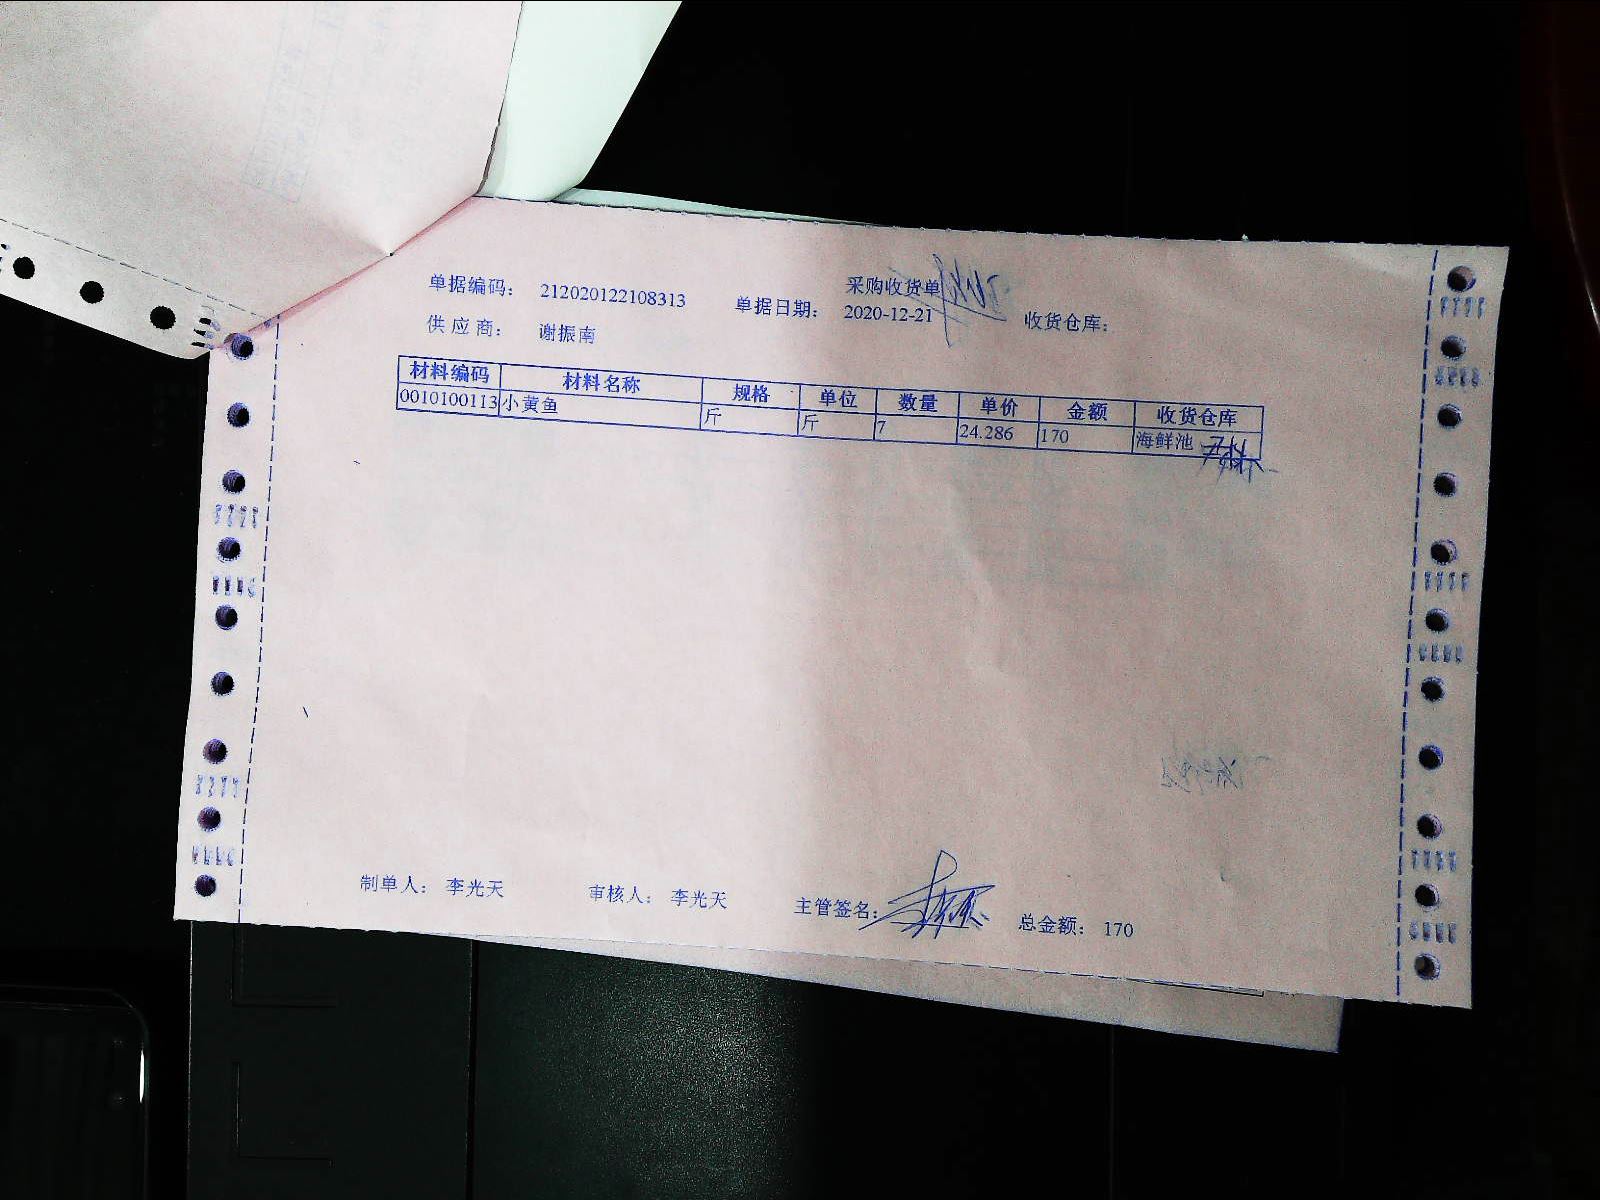 采购收货单
单据编码: 212020122108313 单据日期: 2020-12-21 收货仓库:
供应商: 谢振南
材料编码 材料名称 规格 单位 数量 单价 金额 收货仓库
0010100113 小黄鱼 斤 斤 7 24.286 170 海鲜池
制单人: 李光天 审核人: 李光天 主管签名: 总金额: 170